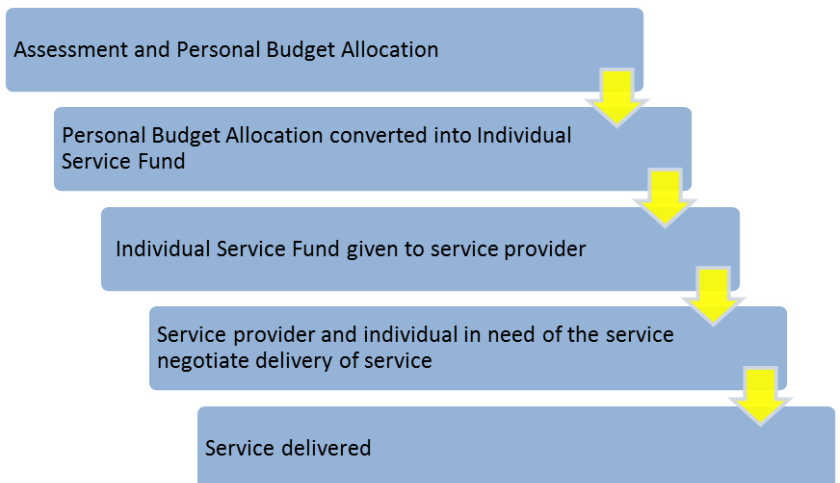 Assessment and Personal Budget Allocation
Personal Budget Allocation converted into Individual
Service Fund
Individual Service Fund given to service provider
Service provider and individual in need of the service
negotiate delivery of service
Service delivered